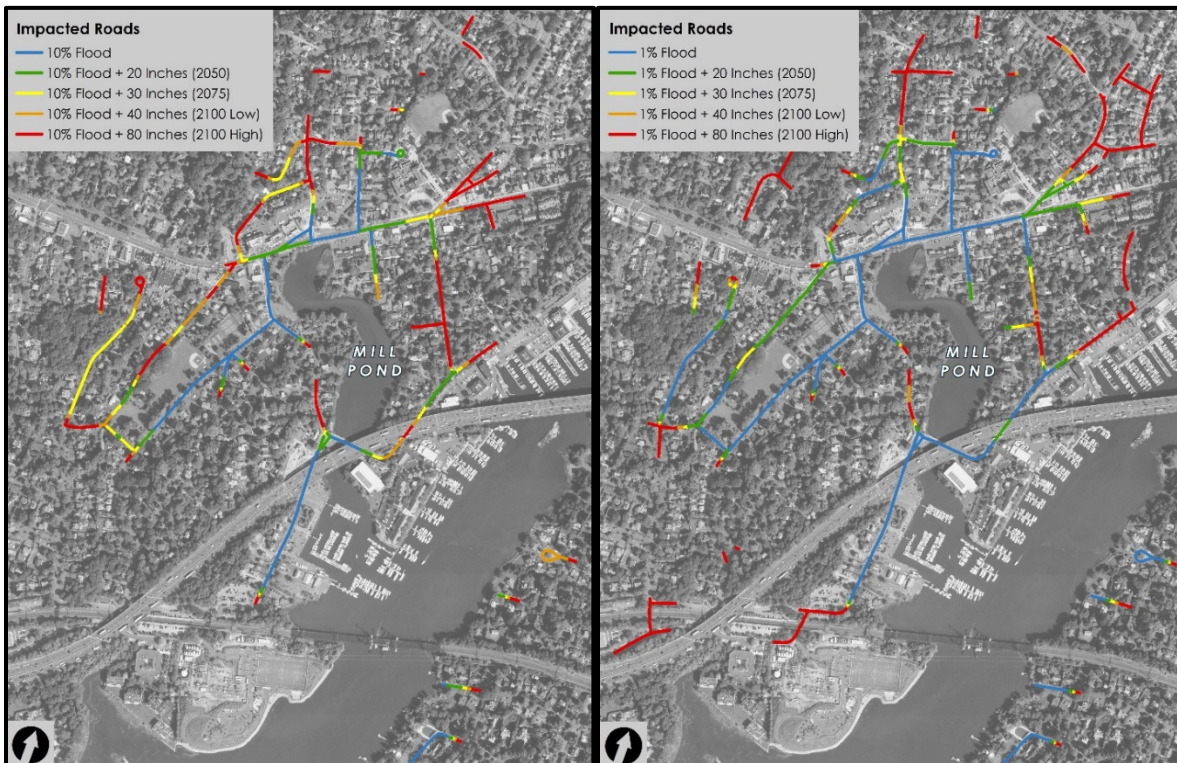 Impacted Roads
10% Flood
10% Flood + 20 Inches (2050)
10% Flood + 30 Inches (2075)
10% Flood + 40 Inches (2100 Low)
10% Flood + 80 Inches (2100 High)
MILL
POND
Impacted Roads
1% Flood
1% Flood + 20 Inches (2050)
1% Flood + 30 Inches (2075)
1% Flood + 40 Inches (2100 Low)
1% Flood + 80 Inches (2100 High)
MILL
POND